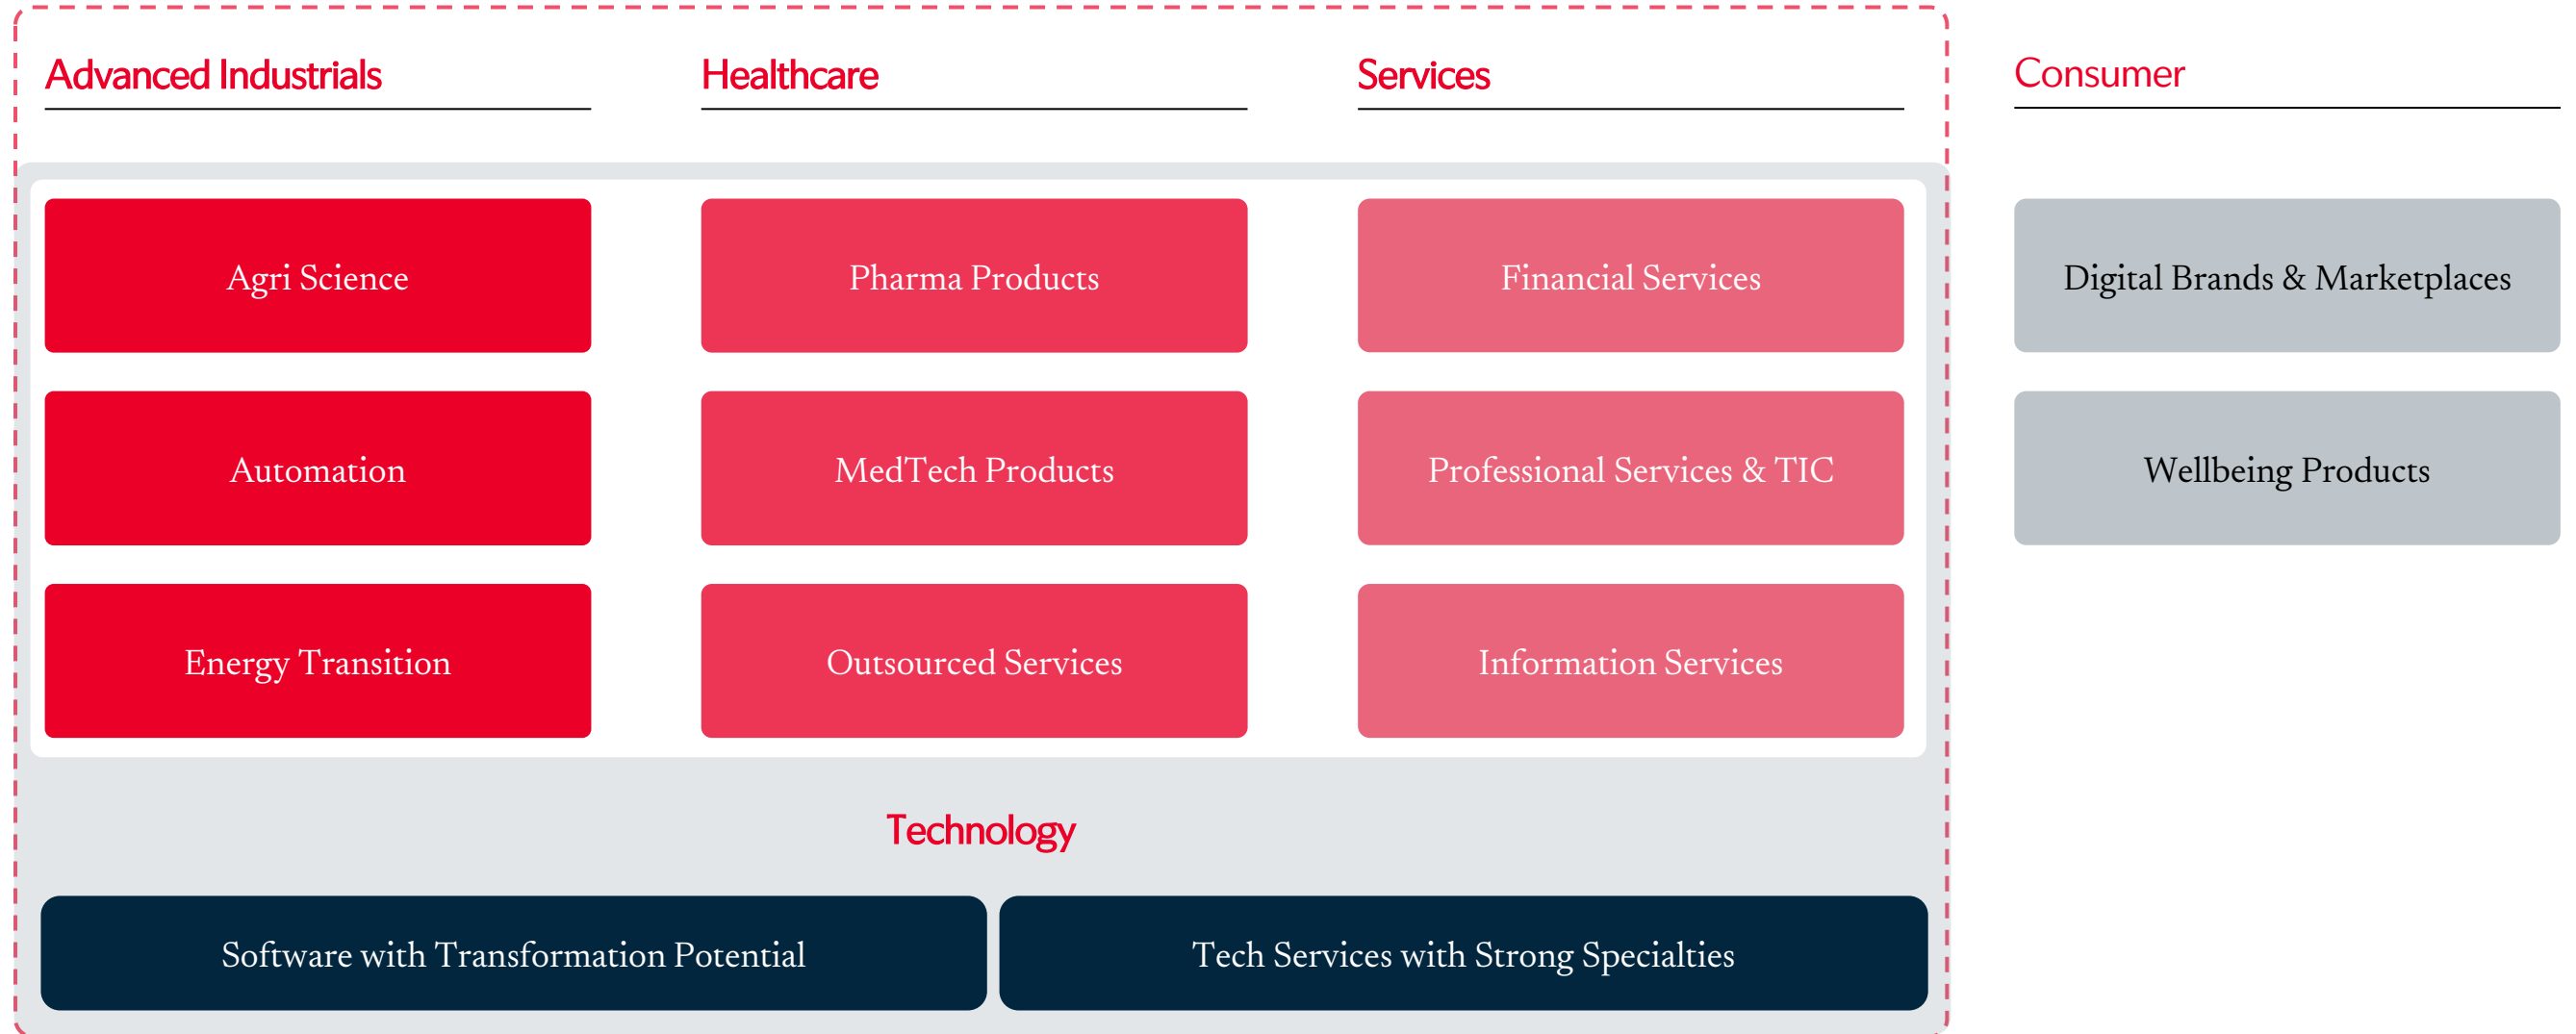 Advanced Industrials
Healthcare
Services
Consumer
Agri Science
Pharma Products
Financial Services
Digital Brands & Marketplaces
Automation
MedTech Products
Professional Services & TIC
Wellbeing Products
Energy Transition
Outsourced Services
Information Services
Technology
Software with Transformation Potential
Tech Services with Strong Specialties